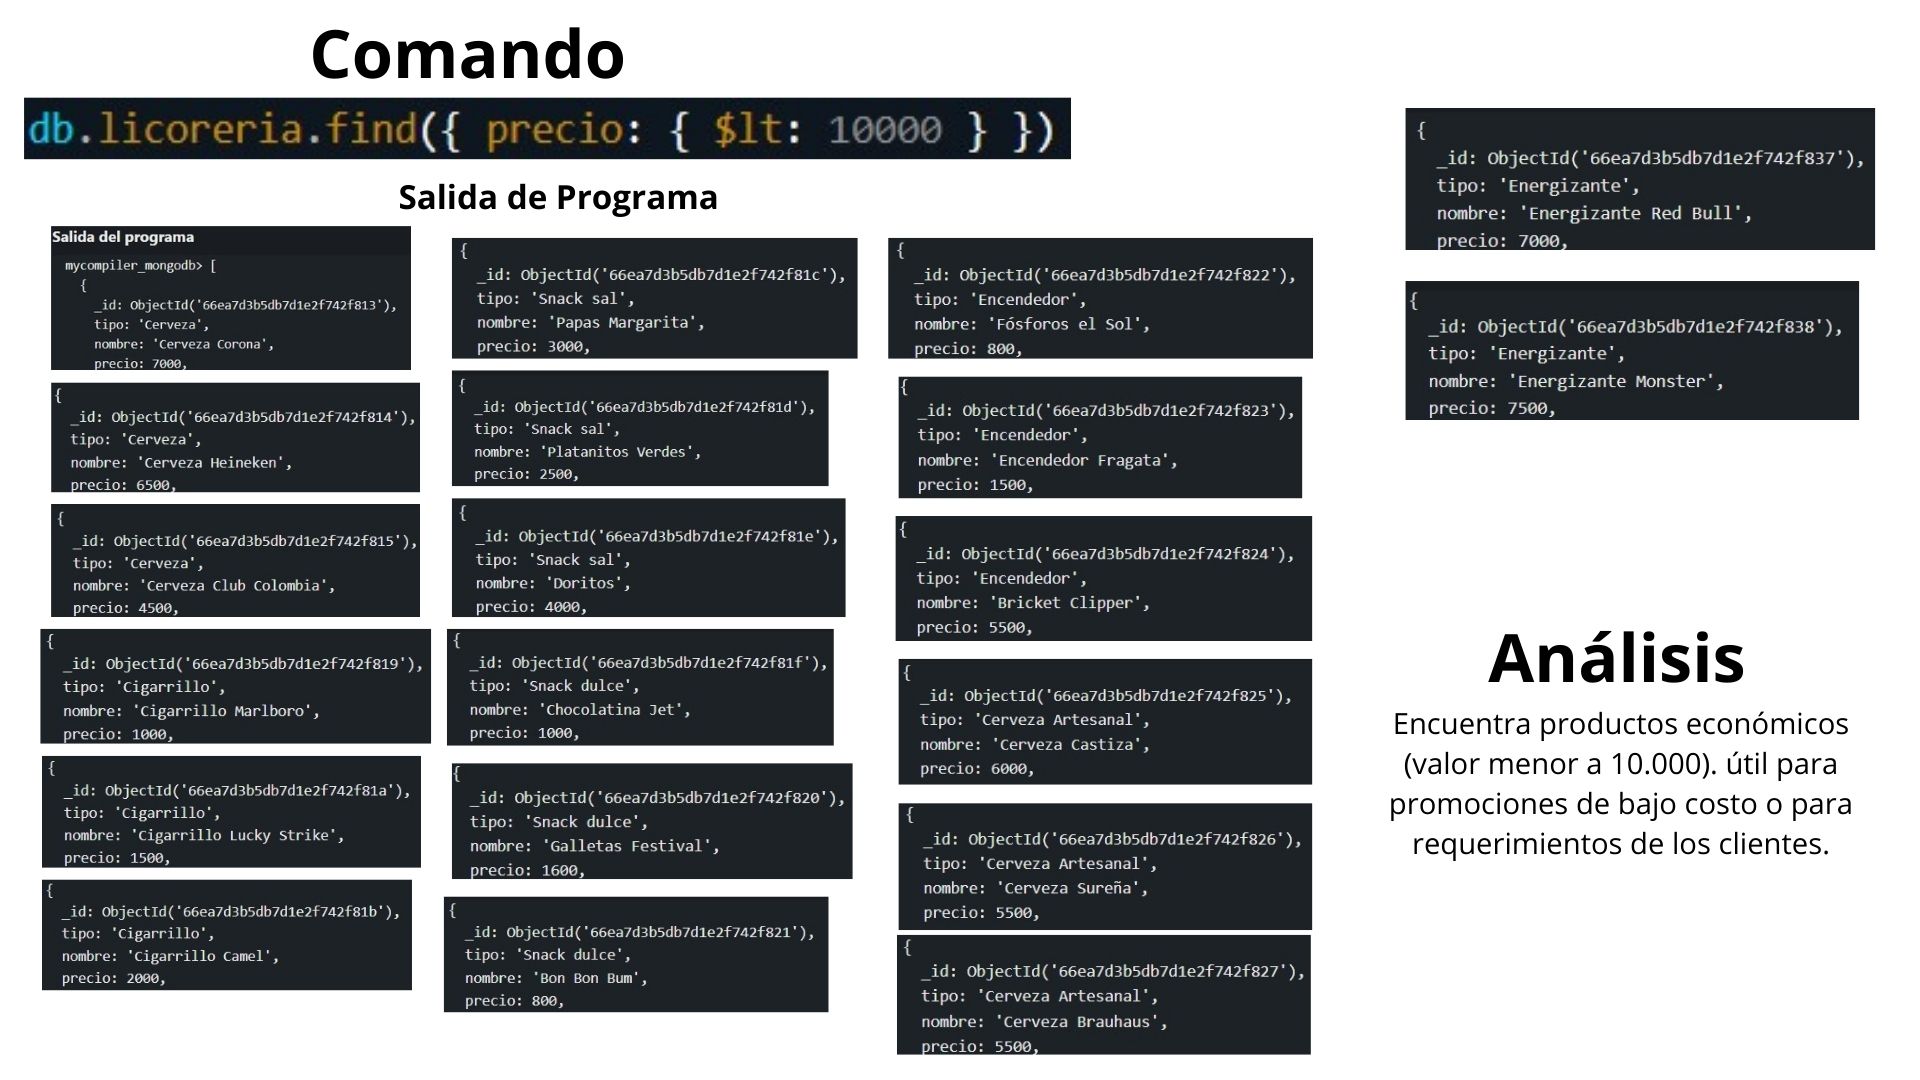 Comando
db.licoreria.find({ precio: { $lt: 10000 } })
Salida de Programa
Salida del programa
mycompiler_mongodb> [
{
_id: ObjectId('66ea7d3b5db7d1e2f742f813'),
tipo: 'Cerveza',
nombre: 'Cerveza Corona',
precio: 7000,
{
_id: ObjectId('66ea7d3b5db7d1e2f742f814'),
tipo: 'Cerveza',
nombre: 'Cerveza Heineken',
precio: 6500,
{
_id: ObjectId('66ea7d3b5db7d1e2f742f815'),
tipo: 'Cerveza',
nombre: 'Cerveza Club Colombia',
precio: 4500,
{
_id: ObjectId('66ea7d3b5db7d1e2f742f819'),
tipo: 'Cigarrillo',
nombre: 'Cigarrillo Marlboro',
precio: 1000,
{
_id: ObjectId('66ea7d3b5db7d1e2f742f81a'),
tipo: 'Cigarrillo',
nombre: 'Cigarrillo Lucky Strike',
precio: 1500,
{
_id: ObjectId('66ea7d3b5db7d1e2f742f81b'),
tipo: 'Cigarrillo',
nombre: 'Cigarrillo Camel',
precio: 2000,
{
_id: ObjectId('66ea7d3b5db7d1e2f742f81c'),
tipo: 'Snack sal',
nombre: 'Papas Margarita',
precio: 3000,
{
_id: ObjectId('66ea7d3b5db7d1e2f742f81d'),
tipo: 'Snack sal',
nombre: 'Platanitos Verdes',
precio: 2500,
{
_id: ObjectId('66ea7d3b5db7d1e2f742f81e'),
tipo: 'Snack sal',
nombre: 'Doritos',
precio: 4000,
{
_id: ObjectId('66ea7d3b5db7d1e2f742f81f'),
tipo: 'Snack dulce',
nombre: 'Chocolatina Jet',
precio: 1000,
{
_id: ObjectId('66ea7d3b5db7d1e2f742f820'),
tipo: 'Snack dulce',
nombre: 'Galletas Festival',
precio: 1600,
{
_id: ObjectId('66ea7d3b5db7d1e2f742f821'),
tipo: 'Snack dulce',
nombre: 'Bon Bon Bum',
precio: 800,
{
_id: ObjectId('66ea7d3b5db7d1e2f742f822'),
tipo: 'Encendedor',
nombre: 'Fósforos el Sol',
precio: 800,
{
_id: ObjectId('66ea7d3b5db7d1e2f742f823'),
tipo: 'Encendedor',
nombre: 'Encendedor Fragata',
precio: 1500,
{
_id: ObjectId('66ea7d3b5db7d1e2f742f824'),
tipo: 'Encendedor',
nombre: 'Bricket Clipper',
precio: 5500,
{
_id: ObjectId('66ea7d3b5db7d1e2f742f825'),
tipo: 'Cerveza Artesanal',
nombre: 'Cerveza Castiza',
precio: 6000,
{
_id: ObjectId('66ea7d3b5db7d1e2f742f826'),
tipo: 'Cerveza Artesanal',
nombre: 'Cerveza Sureña',
precio: 5500,
{
_id: ObjectId('66ea7d3b5db7d1e2f742f827'),
tipo: 'Cerveza Artesanal',
nombre: 'Cerveza Brauhaus',
precio: 5500,
{
_id: ObjectId('66ea7d3b5db7d1e2f742f837'),
tipo: 'Energizante',
nombre: 'Energizante Red Bull',
precio: 7000,
{
_id: ObjectId('66ea7d3b5db7d1e2f742f838'),
tipo: 'Energizante',
nombre: 'Energizante Monster',
precio: 7500,
Análisis
Encuentra productos económicos
(valor menor a 10.000). útil para
promociones de bajo costo o para
requerimientos de los clientes.